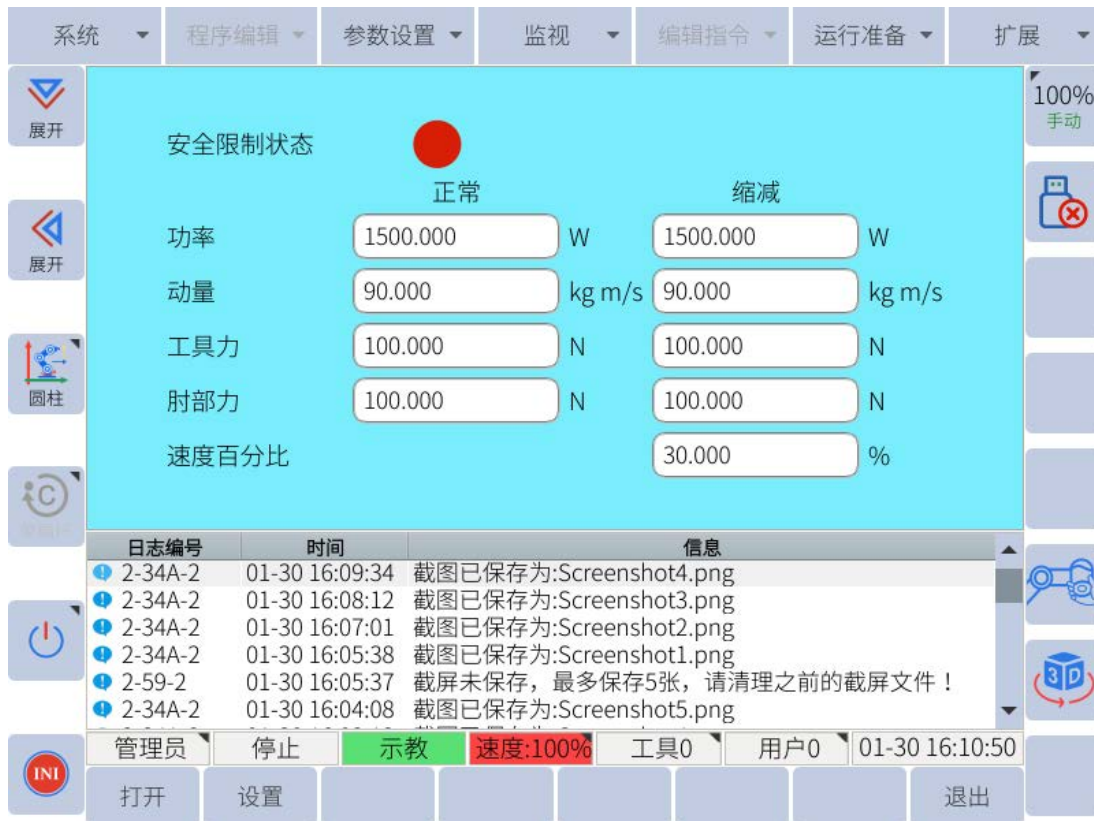 系统 程序编辑 参数设置 监视 编辑指令 运行准备 扩展
展开
100%
手动
安全限制状态
正常 缩减
展开
功率 1500.000 W 1500.000 W
动量 90.000 kg m/s 90.000 kg m/s
工具力 100.000 N 100.000 N
圆柱
肘部力 100.000 N 100.000 N
速度百分比 30.000 %
C
日志编号 时间 信息
2-34A-2 01-30 16:09:34 截图已保存为:Screenshot4.png
2-34A-2 01-30 16:08:12 截图已保存为:Screenshot3.png
2-34A-2 01-30 16:07:01 截图已保存为:Screenshot2.png
2-34A-2 01-30 16:05:38 截图已保存为:Screenshot1.png
2-59-2 01-30 16:05:37 截屏未保存，最多保存5张，请清理之前的截屏文件！
2-34A-2 01-30 16:04:08 截图已保存为:Screenshot5.png
3D
管理员 停止 示教 速度:100% 工具0 用户0 01-30 16:10:50
INI
打开 设置 退出